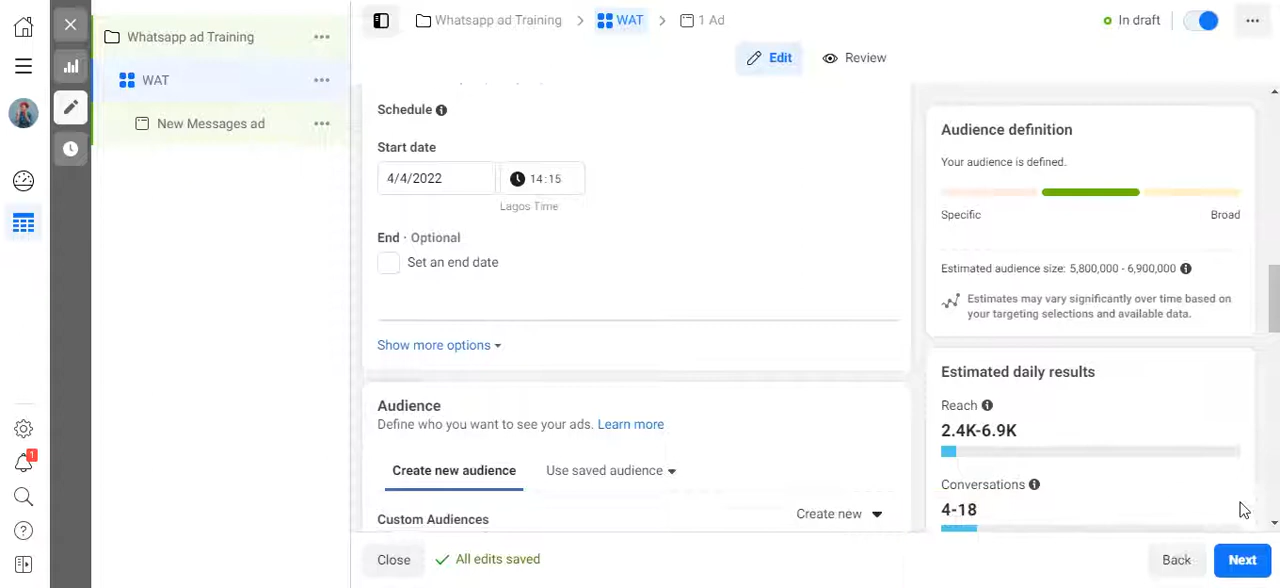 Whatsapp ad Training
WAT
New Messages ad
Whatsapp ad Training > WAT > 1 Ad
In draft
Edit
Review
Schedule
Start date
4/4/2022
14:15
Lagos Time
End · Optional
Set an end date
Show more options
Audience
Define who you want to see your ads. Learn more
Create new audience
Use saved audience
Custom Audiences
Create new
Close
All edits saved
Audience definition
Your audience is defined.
Specific
Broad
Estimated audience size: 5,800,000 - 6,900,000
Estimates may vary significantly over time based on
your targeting selections and available data.
Estimated daily results
Reach
2.4K-6.9K
Conversations
4-18
Back
Next
1